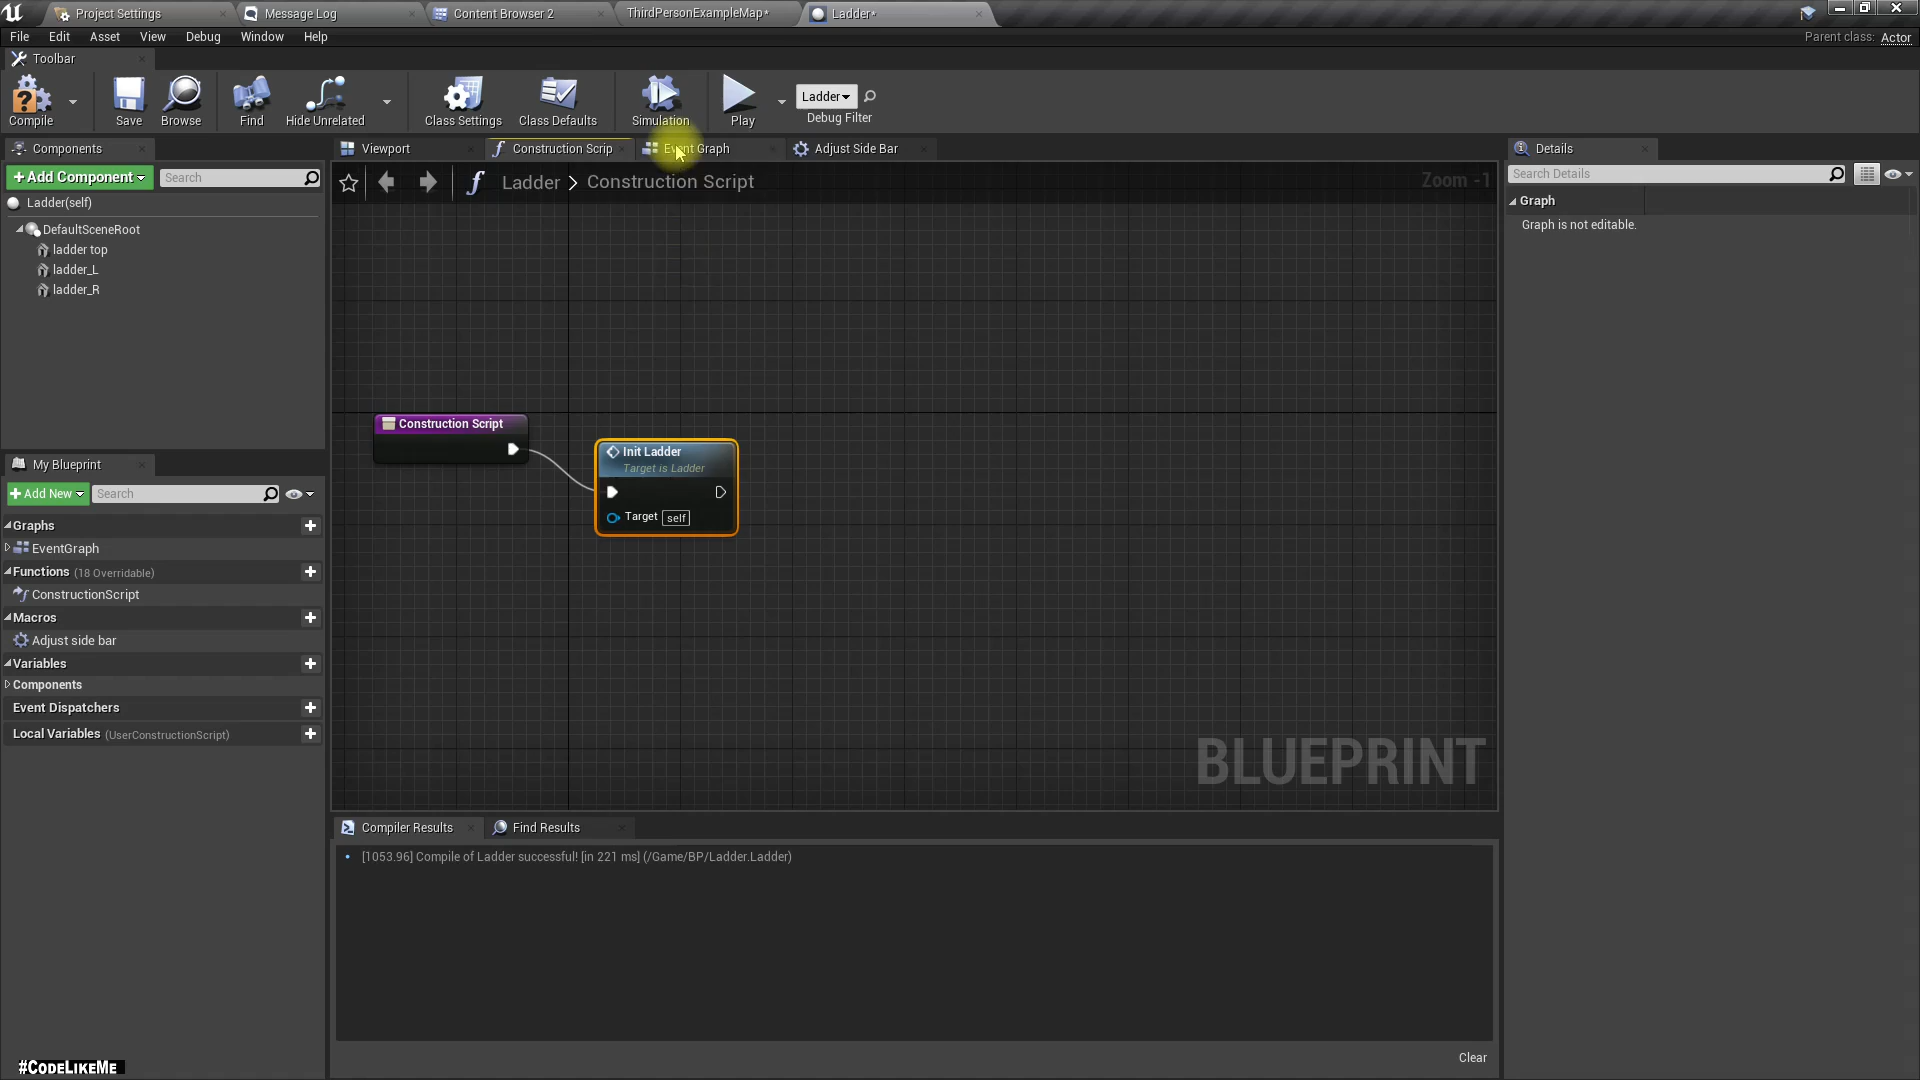 Project Settings
Message Log
Content Browser 2
ThirdPersonExampleMap*
Ladder*
File Edit Asset View Debug Window Help
Parent class: Actor
Toolbar
Compile
Save
Browse
Find
Hide Unrelated
Class Settings
Class Defaults
Simulation
Play
Ladder
Debug Filter
Components
Viewport
Construction Scrip
Event Graph
Adjust Side Bar
Details
+Add Component
Search
Ladder > Construction Script
Zoom -1
Search Details
Ladder(self)
Graph
Graph is not editable.
DefaultSceneRoot
ladder top
ladder_L
ladder_R
Construction Script
Init Ladder
Target is Ladder
Target self
My Blueprint
+Add New
Search
Graphs
EventGraph
Functions (18 Overridable)
ConstructionScript
Macros
Adjust side bar
Variables
Components
Event Dispatchers
Local Variables (UserConstructionScript)
BLUEPRINT
Compiler Results
Find Results
[1053.96] Compile of Ladder successful! [in 221 ms] (/Game/BP/Ladder.Ladder)
Clear
#CODELIKEME